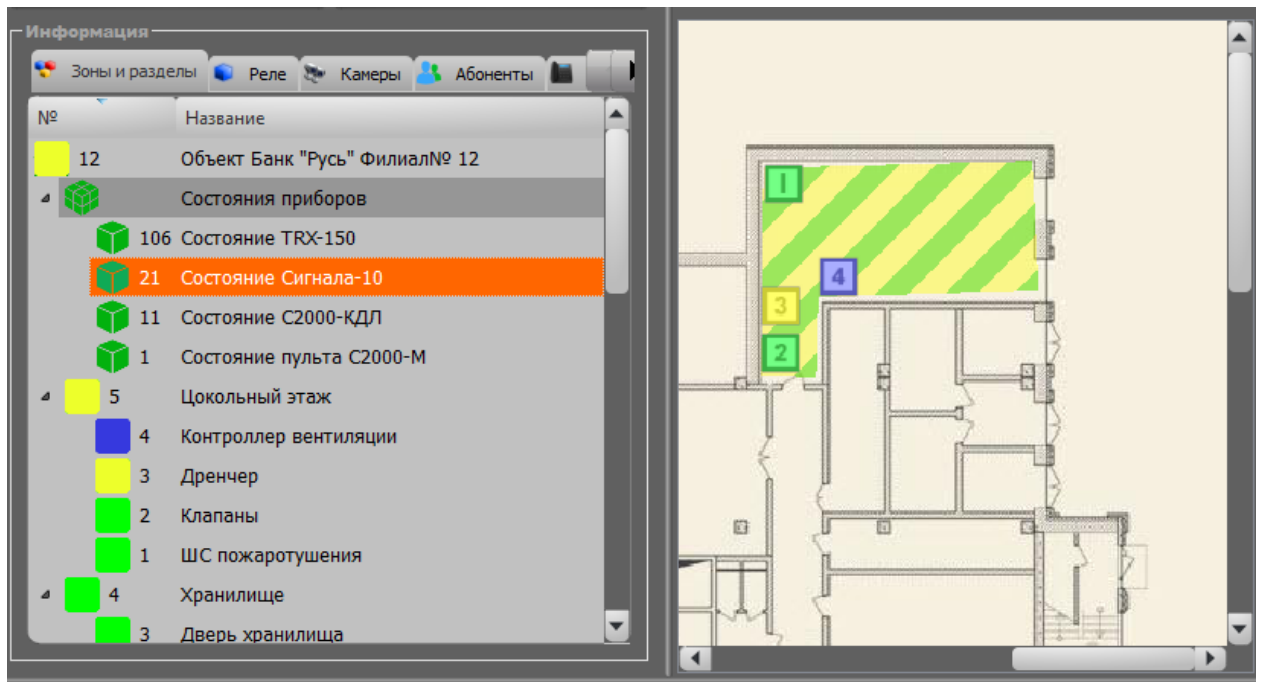 Информация
Зоны и разделы Реле Камеры Абоненты
№ Название
12 Объект Банк "Русь" Филиал№ 12
Состояния приборов
106 Состояние TRX-150
21 Состояние Сигнала-10
11 Состояние С2000-КДЛ
1 Состояние пульта С2000-М
5 Цокольный этаж
4 Контроллер вентиляции
3 Дренчер
2 Клапаны
1 ШС пожаротушения
4 Хранилище
3 Дверь хранилища
1
4
3
2